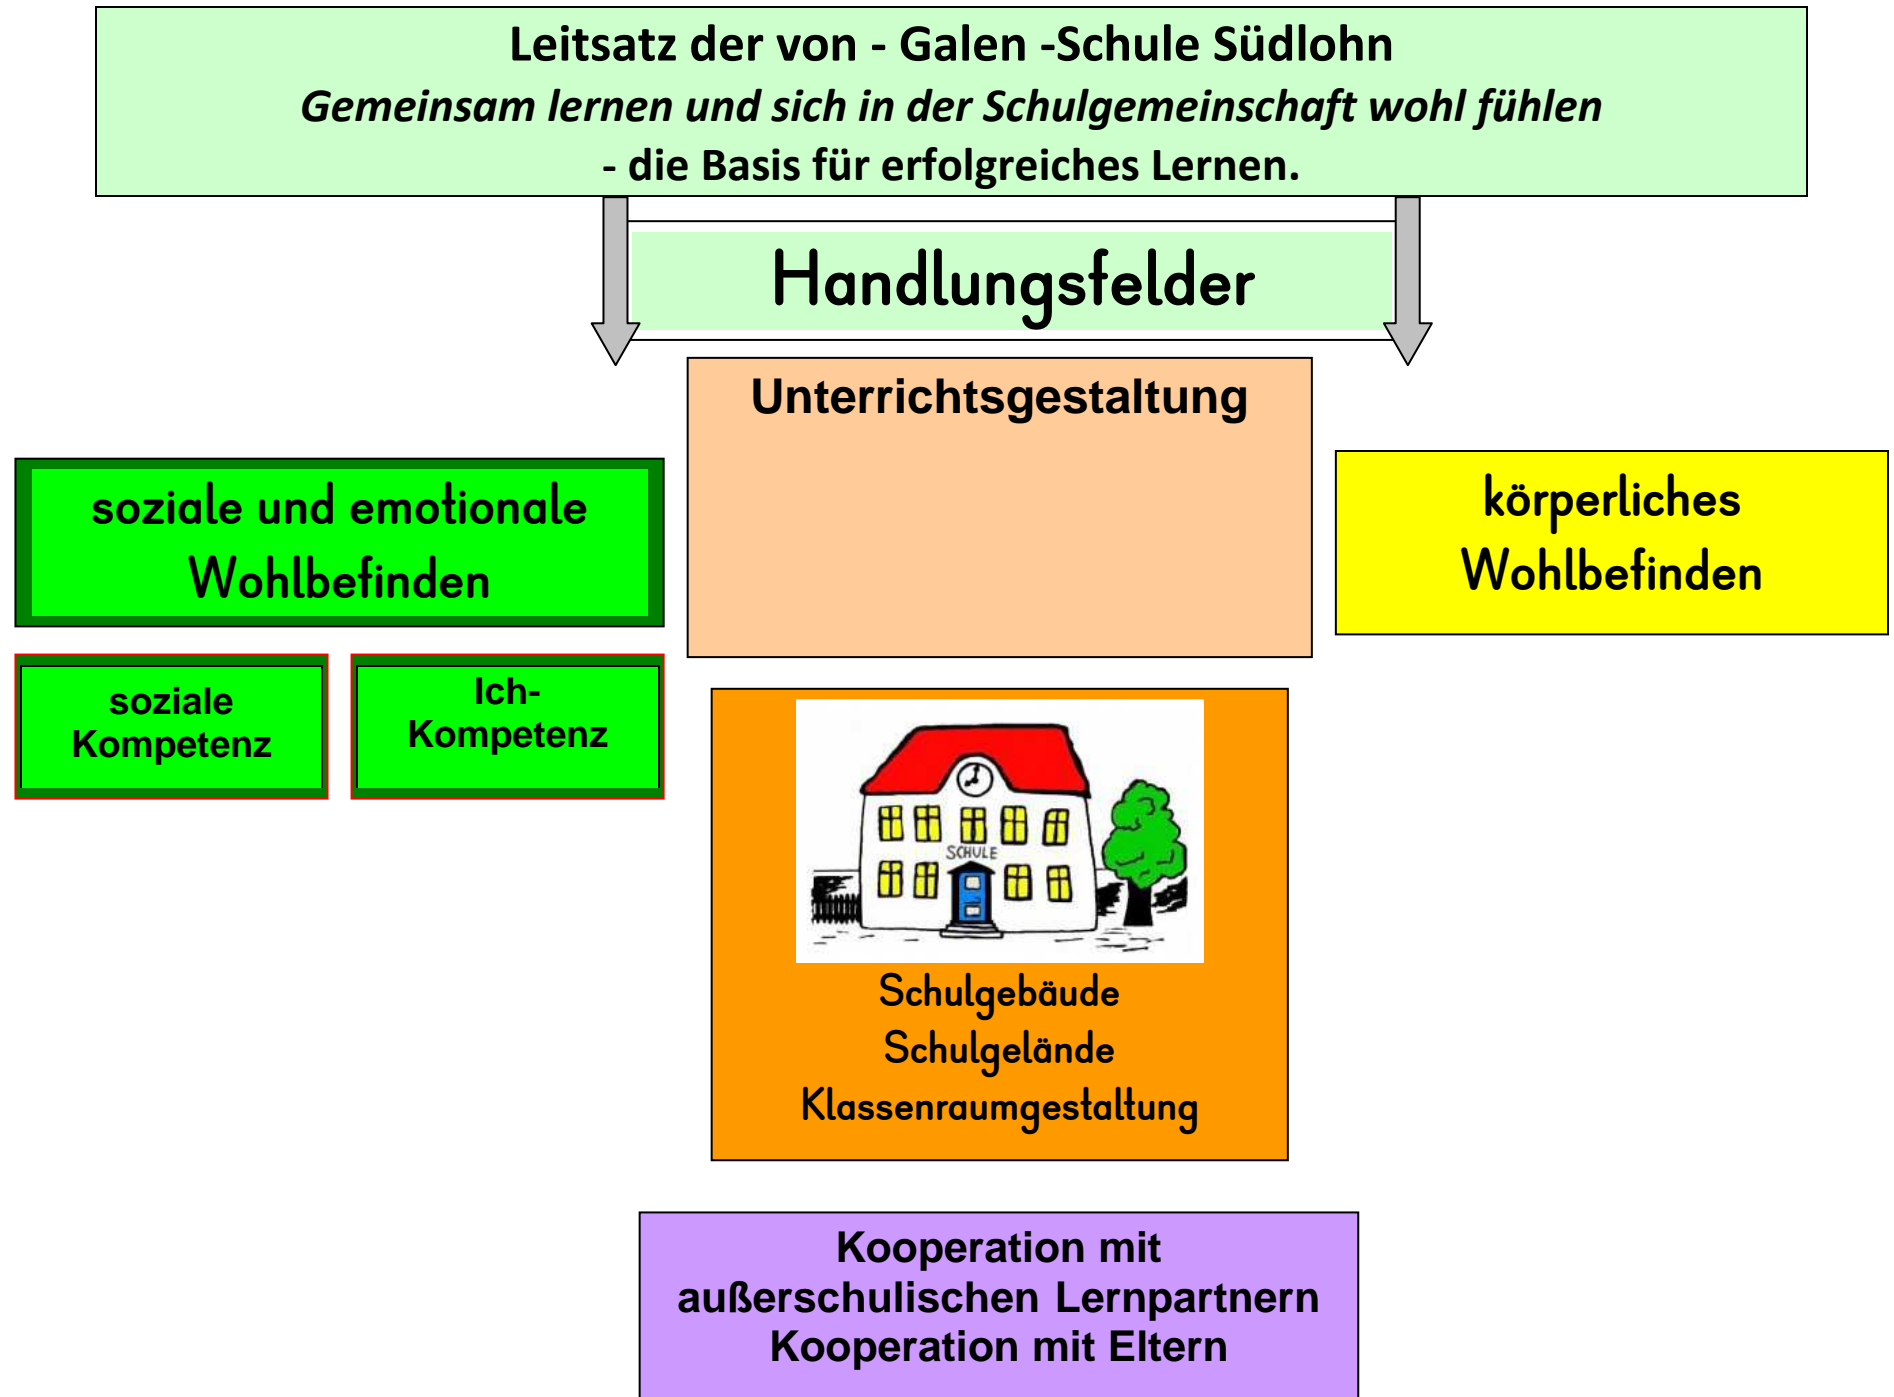 Leitsatz der von - Galen -Schule Südlohn
Gemeinsam lernen und sich in der Schulgemeinschaft wohl fühlen
- die Basis für erfolgreiches Lernen.
Handlungsfelder
Unterrichtsgestaltung
soziale und emotionale
Wohlbefinden
körperliches
Wohlbefinden
soziale
Kompetenz
Ich-
Kompetenz
SCHULE
Schulgebäude
Schulgelände
Klassenraumgestaltung
Kooperation mit
außerschulischen Lernpartnern
Kooperation mit Eltern